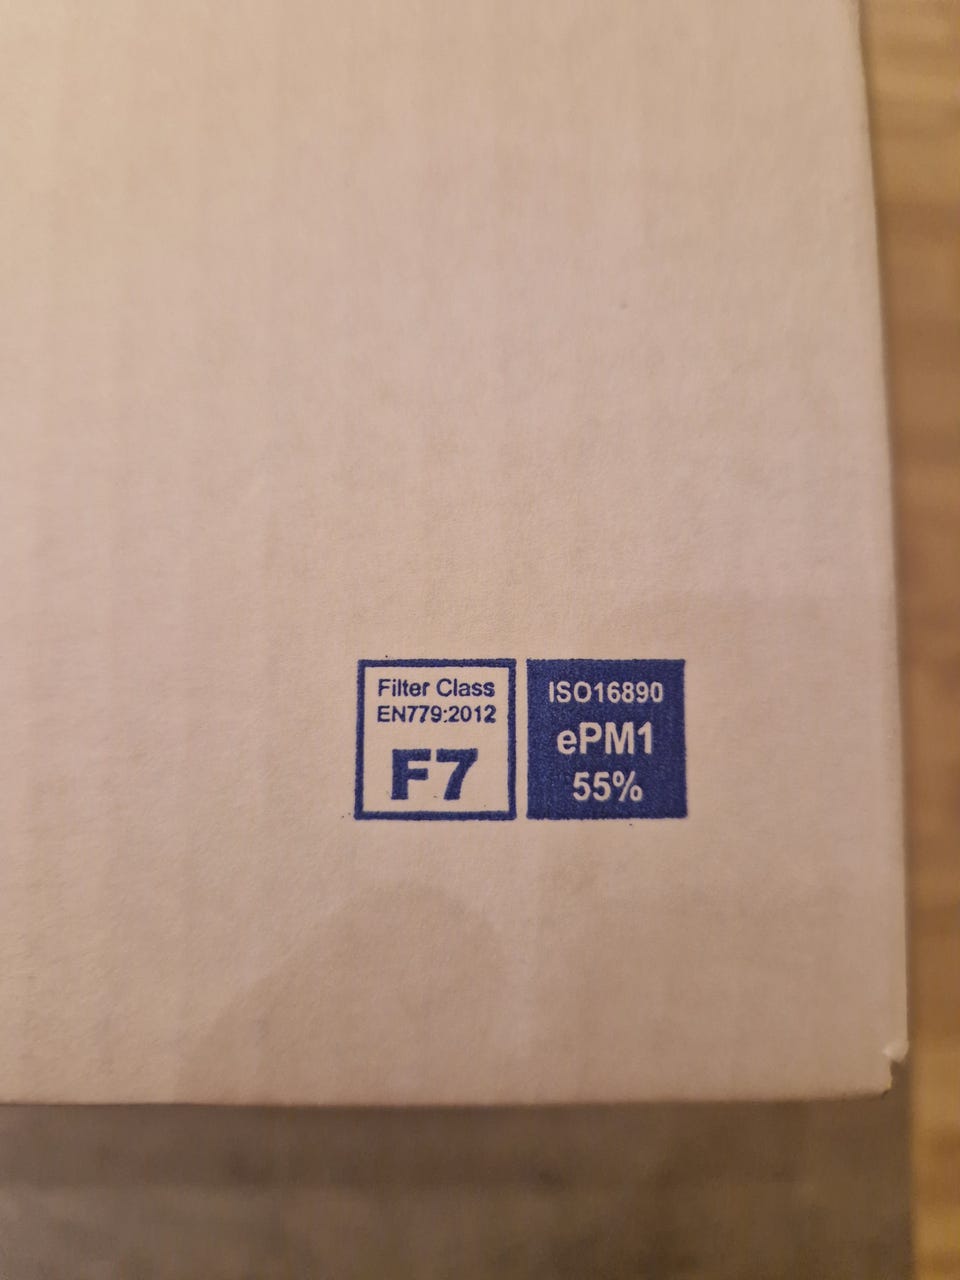 Filter Class
EN779:2012
F7
ISO16890
ePM1
55%